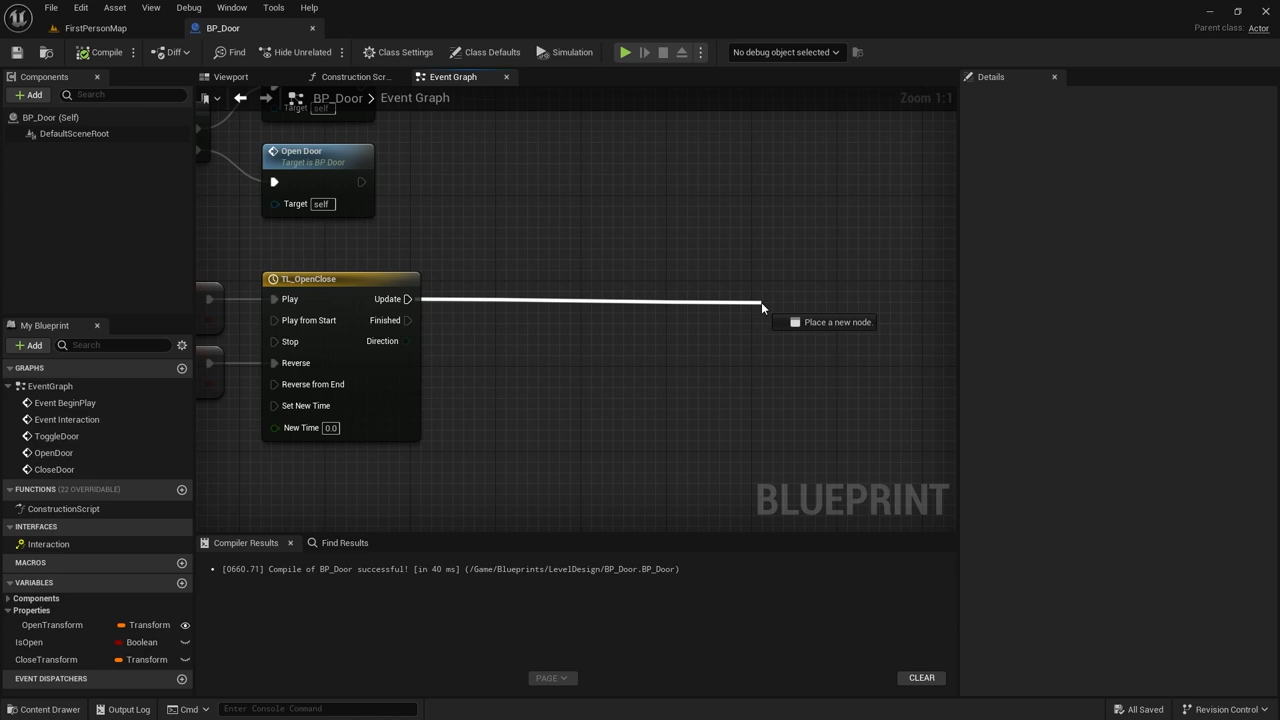 File Edit Asset View Debug Window Tools Help
FirstPersonMap
BP_Door
Parent class: Actor
Compile
Diff
Find
Hide Unrelated
Class Settings
Class Defaults
Simulation
No debug object selected
Components
Viewport
Construction Scr...
Event Graph
Details
Add
Search
BP_Door > Event Graph
Zoom 1:1
BP_Door (Self)
DefaultSceneRoot
Target self
Open Door
Target is BP Door
Target self
TL_OpenClose
Play Update
Play from Start Finished
Stop Direction
Reverse
Reverse from End
Set New Time
New Time 0.0
Place a new node.
BLUEPRINT
My Blueprint
Add
Search
GRAPHS
EventGraph
Event BeginPlay
Event Interaction
ToggleDoor
OpenDoor
CloseDoor
FUNCTIONS (22 OVERRIDABLE)
ConstructionScript
INTERFACES
Interaction
MACROS
VARIABLES
Components
Properties
OpenTransform Transform
IsOpen Boolean
CloseTransform Transform
EVENT DISPATCHERS
Compiler Results
Find Results
[0660.71] Compile of BP_Door successful! [in 40 ms] (/Game/Blueprints/LevelDesign/BP_Door.BP_Door)
PAGE
CLEAR
Content Drawer
Output Log
Cmd
Enter Console Command
All Saved
Revision Control